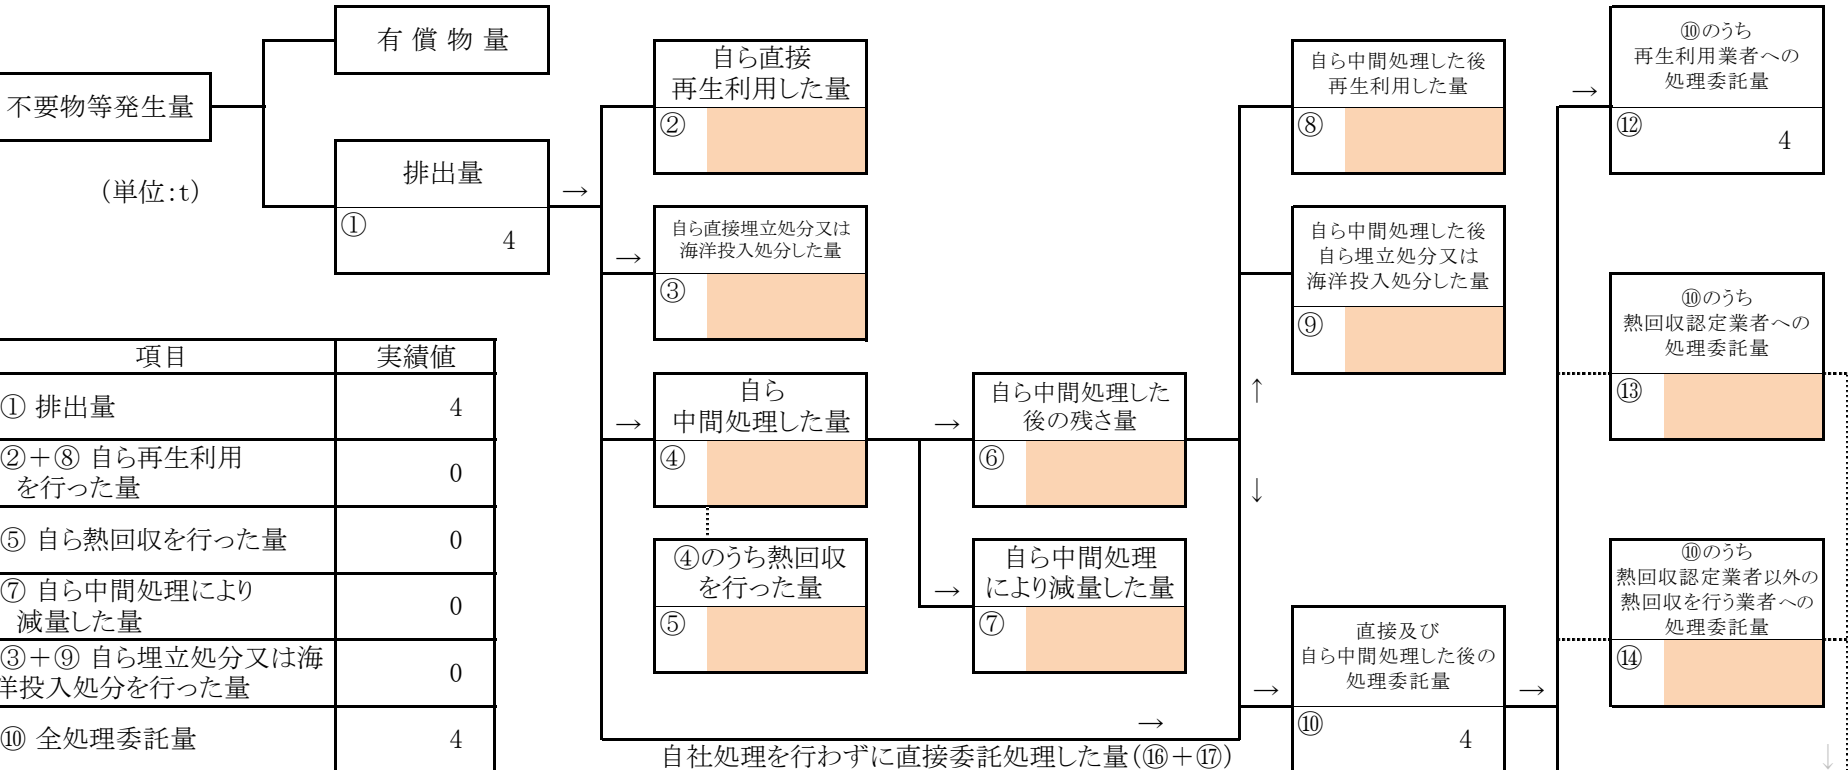 有 償 物 量
不要物等発生量
(単位:t)
排出量
→
①
4
自ら直接
再生利用した量
②
→
自ら直接埋立処分又は
海洋投入処分した量
③
→
自ら
中間処理した量
④
④のうち熱回収
を行った量
⑤
→
自ら中間処理した
後の残さ量
⑥
→
自ら中間処理
により減量した量
⑦
↑
↓
自ら中間処理した後
再生利用した量
⑧
自ら中間処理した後
自ら埋立処分又は
海洋投入処分した量
⑨
→
直接及び
自ら中間処理した後の
処理委託量
⑩
4
→
→
自社処理を行わずに直接委託処理した量(⑯+⑰)
→
⑩のうち
再生利用業者への
処理委託量
⑫
4
⑩のうち
熱回収認定業者への
処理委託量
⑬
⑩のうち
熱回収認定業者以外の
熱回収を行う業者への
処理委託量
⑭
↓
項目 実績値
① 排出量 4
②+⑧ 自ら再生利用
を行った量 0
⑤ 自ら熱回収を行った量 0
⑦ 自ら中間処理により
減量した量 0
③+⑨ 自ら埋立処分又は海
洋投入処分を行った量 0
⑩ 全処理委託量 4